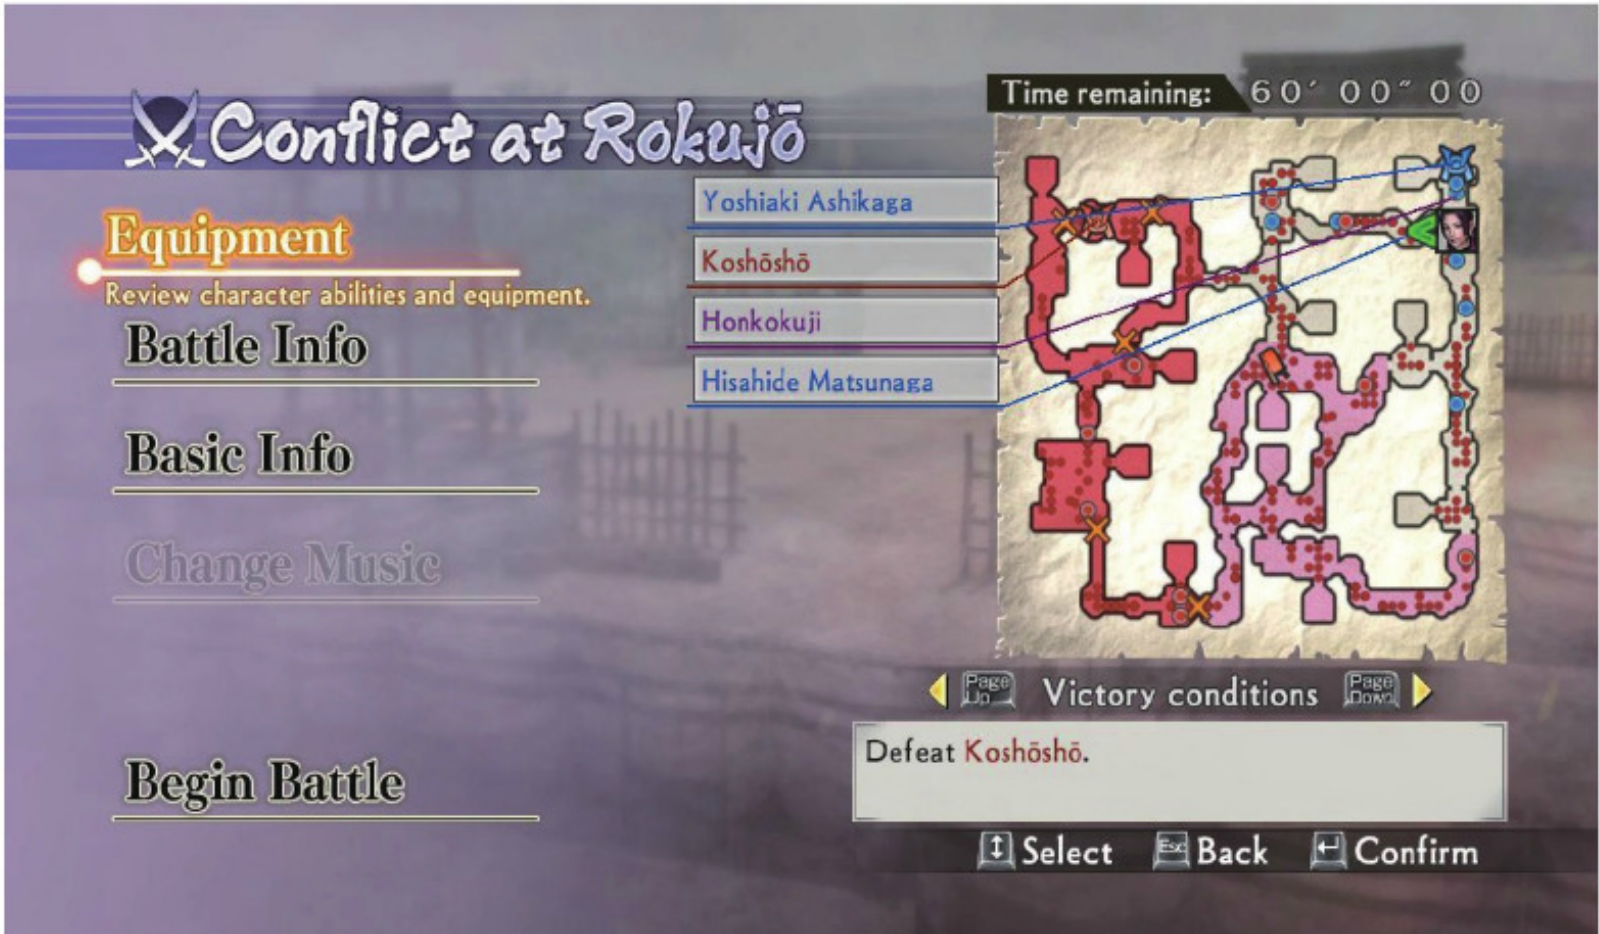 Conflict at Rokujō
Time remaining: 60′ 00″ 00
Equipment
Review character abilities and equipment.
Battle Info
Basic Info
Change Music
Begin Battle
Yoshiaki Ashikaga
Koshōshō
Honkokuji
Hisahide Matsunaga
Page Up Victory conditions Page Down
Defeat Koshōshō.
Select Esc Back Confirm